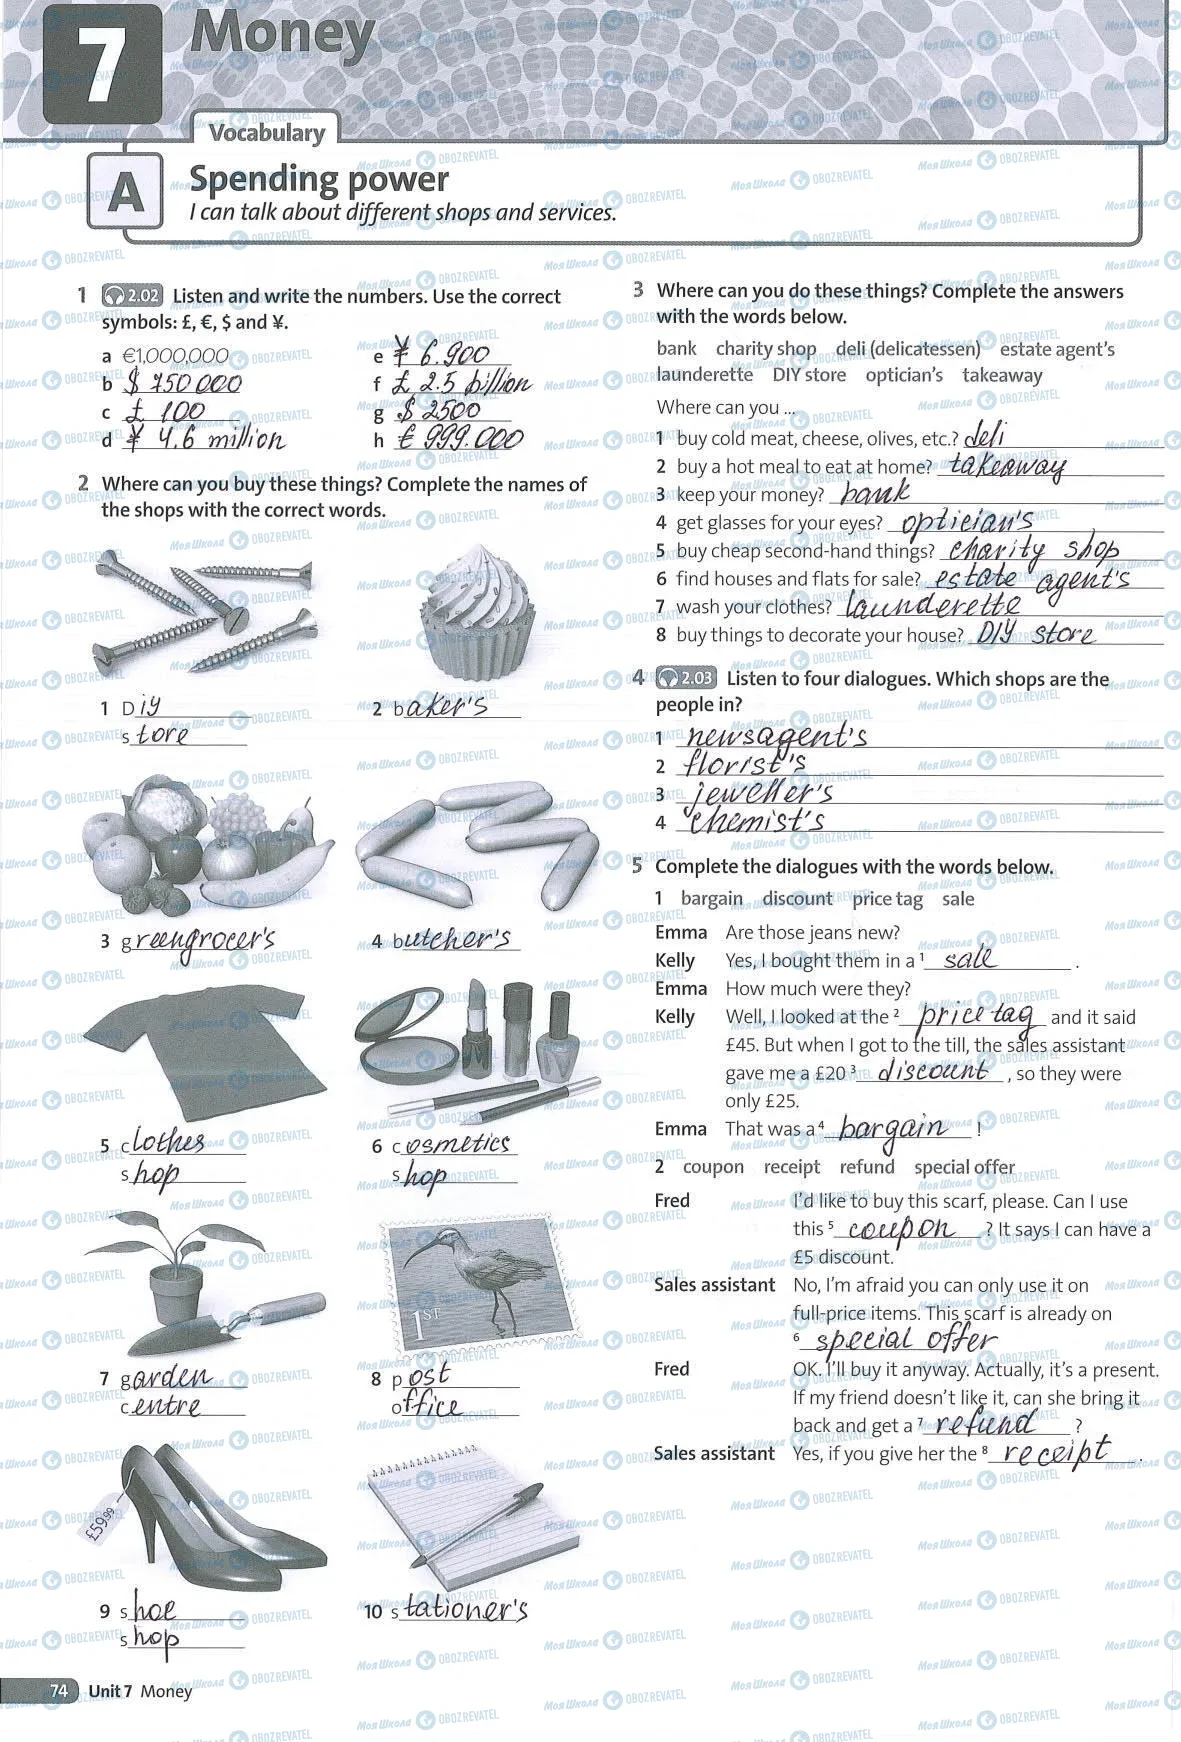 7
Money
Vocabulary
A
Spending power
I can talk about different shops and services.
1 2.02 Listen and write the numbers. Use the correct
symbols: £, €, $ and ¥.
a €1,000,000
b $ 750 000
c £ 100
d ¥ 4.6 million
e ¥ 6.900
f £ 2.5 billion
g $ 2500
h € 999.000
2 Where can you buy these things? Complete the names of
the shops with the correct words.
1 Diy
store
2 baker's
3 greengrocer's
4 butcher's
5 clothes
shop
6 cosmetics
shop
1ST
7 garden
centre
8 post
office
£59.99
9 shoe
shop
10 stationer's
3 Where can you do these things? Complete the answers
with the words below.
bank charity shop deli (delicatessen) estate agent's
launderette DIY store optician's takeaway
Where can you ...
1 buy cold meat, cheese, olives, etc.? deli
2 buy a hot meal to eat at home? takeaway
3 keep your money? bank
4 get glasses for your eyes? optician's
5 buy cheap second-hand things? charity shop
6 find houses and flats for sale? estate agent's
7 wash your clothes? launderette
8 buy things to decorate your house? DIY store
4 2.03 Listen to four dialogues. Which shops are the
people in?
1 newsagent's
2 florist's
3 jeweller's
4 chemist's
5 Complete the dialogues with the words below.
1 bargain discount price tag sale
Emma Are those jeans new?
Kelly Yes, I bought them in a 1 sale .
Emma How much were they?
Kelly Well, I looked at the 2 price tag and it said
£45. But when I got to the till, the sales assistant
gave me a £20 3 discount , so they were
only £25.
Emma That was a 4 bargain !
2 coupon receipt refund special offer
Fred I'd like to buy this scarf, please. Can I use
this 5 coupon ? It says I can have a
£5 discount.
Sales assistant No, I'm afraid you can only use it on
full-price items. This scarf is already on
6 special offer
Fred OK. I'll buy it anyway. Actually, it's a present.
If my friend doesn't like it, can she bring it
back and get a 7 refund ?
Sales assistant Yes, if you give her the 8 receipt .
74 Unit 7 Money
МояШкола OBOZREVATEL